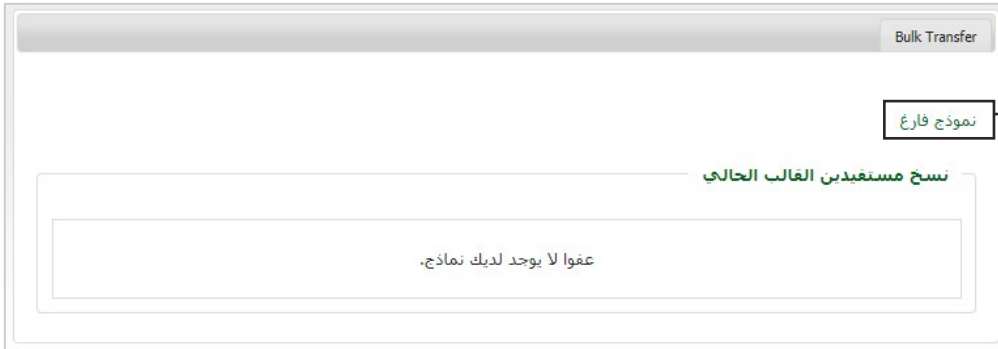 Bulk Transfer
نموذج فارغ
نسخ مستفيدين القالب الحالي
عفوا لا يوجد لديك نماذج.